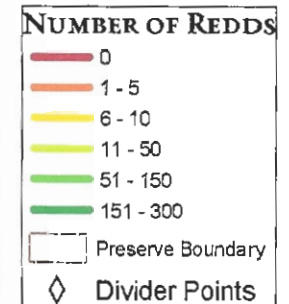 NUMBER OF REDDS
0
1 - 5
6 - 10
11 - 50
51 - 150
151 - 300
Preserve Boundary
Divider Points